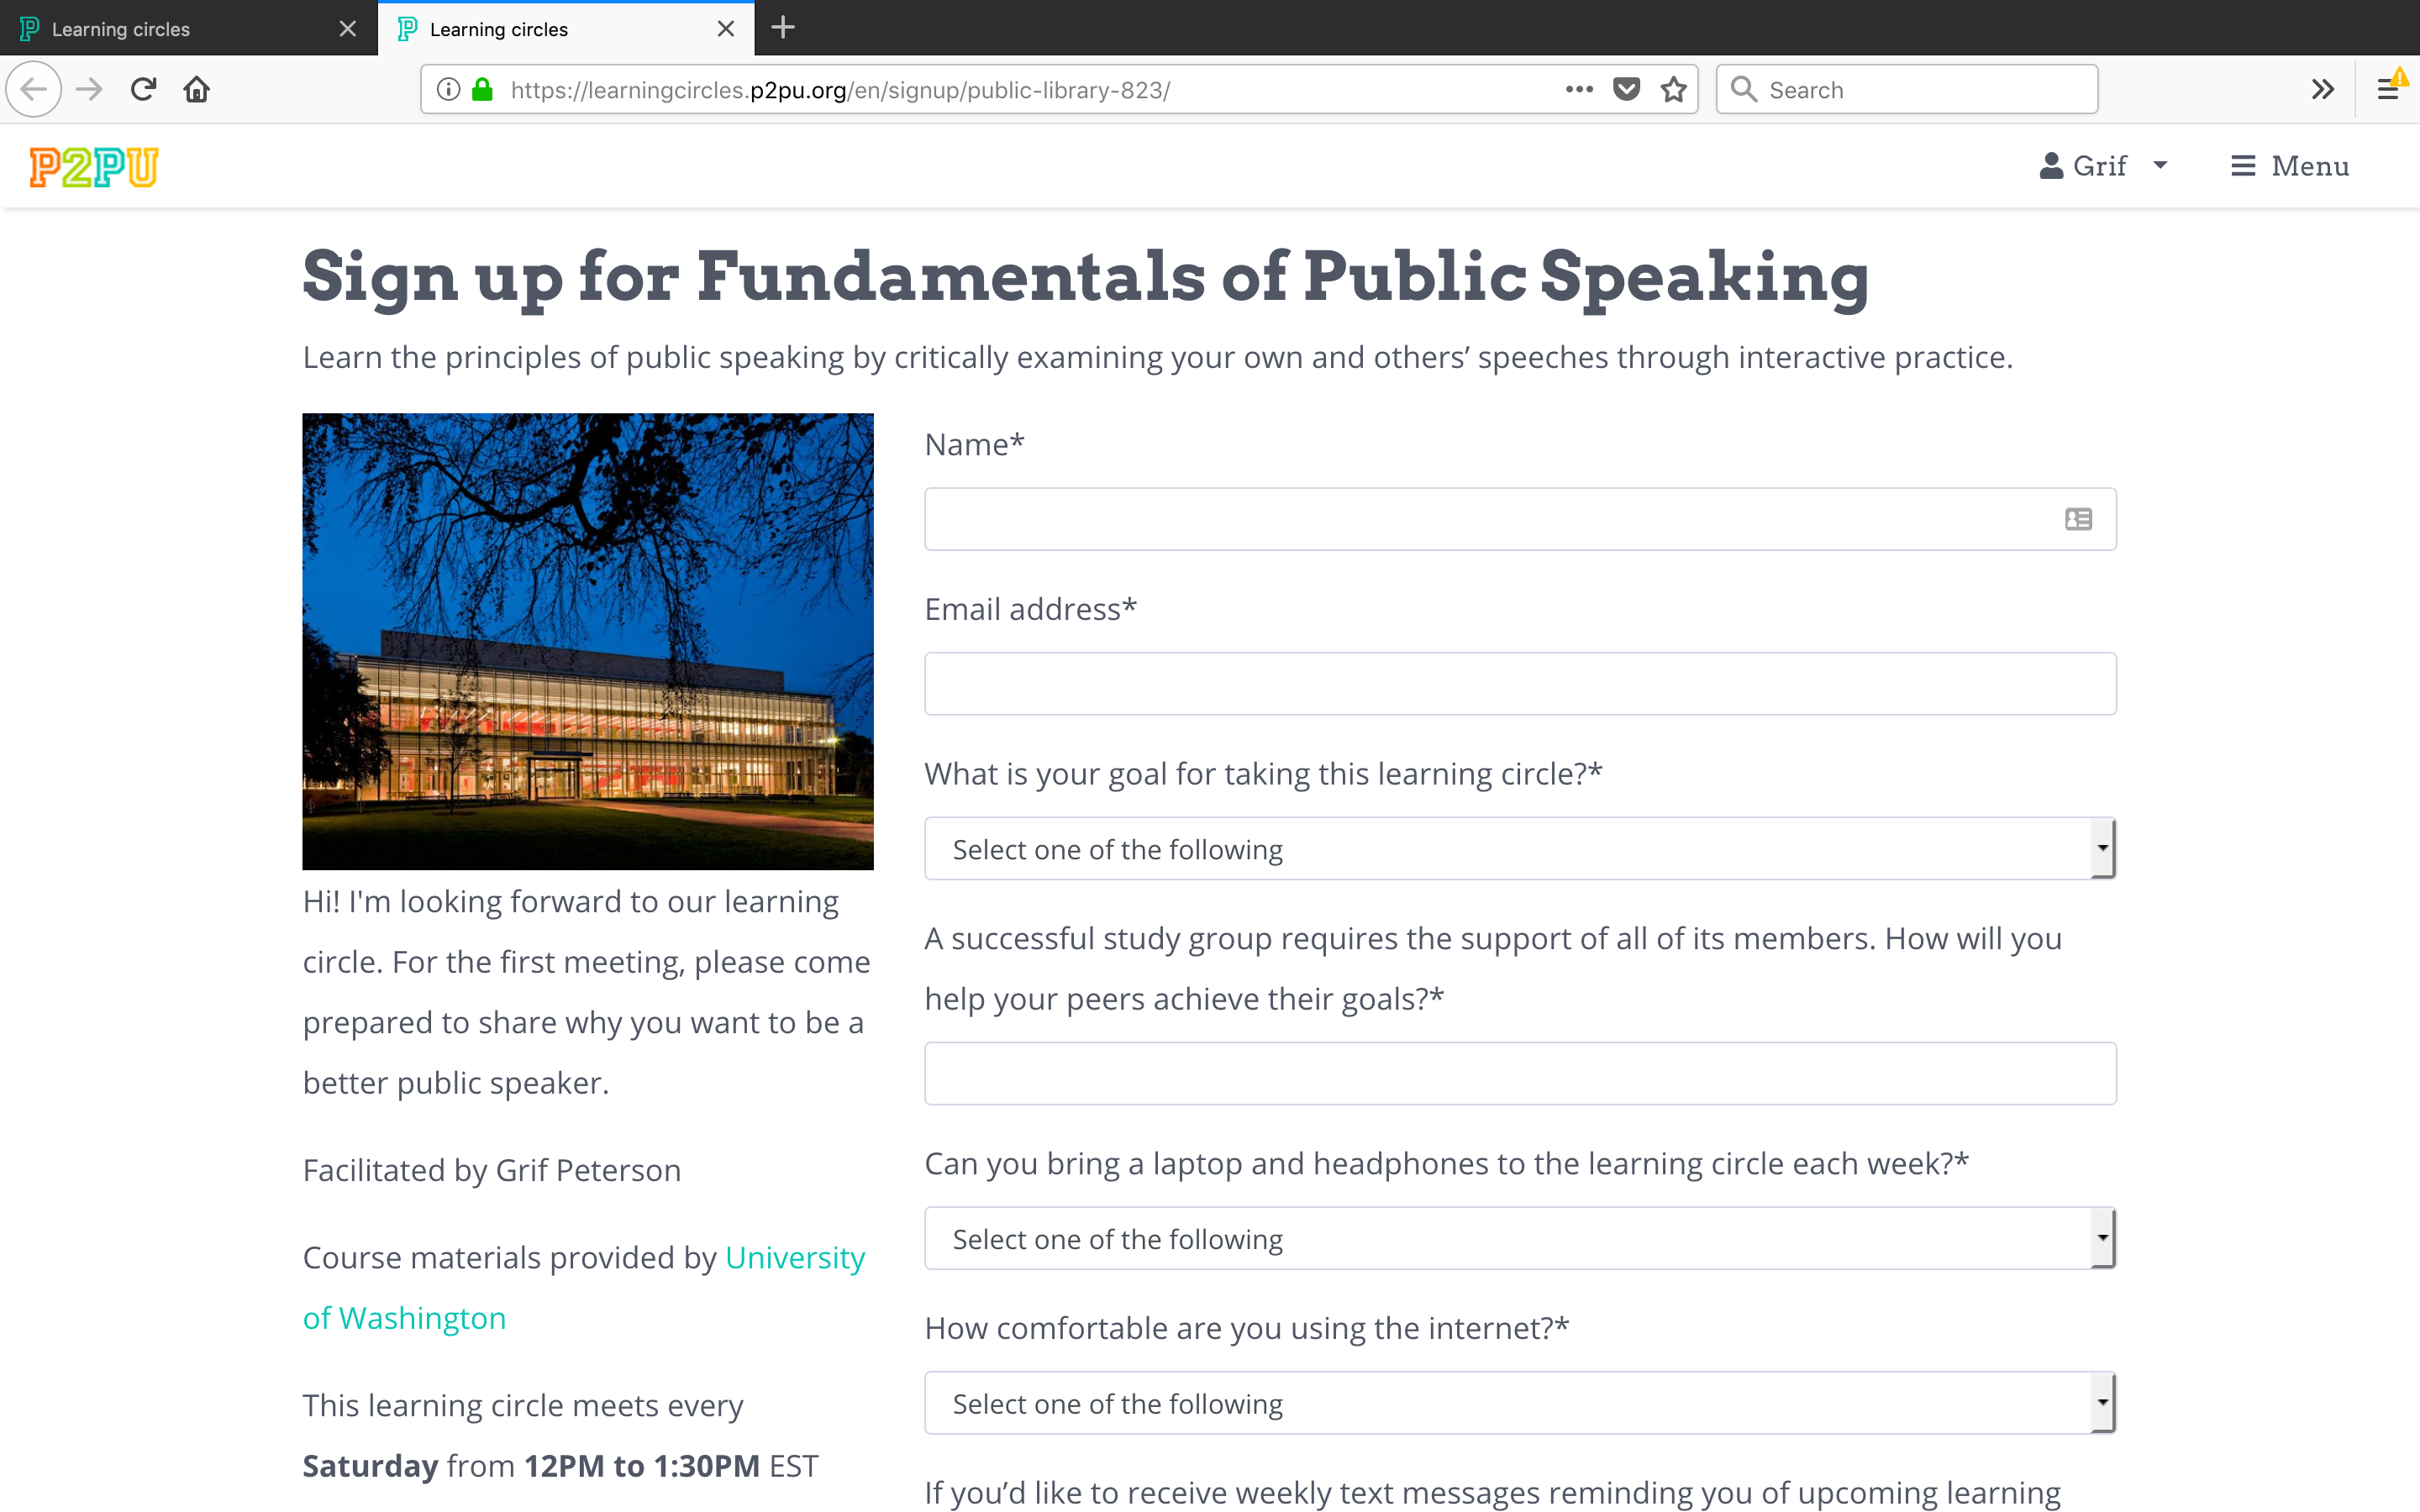 Learning circles
Learning circles
https://learningcircles.p2pu.org/en/signup/public-library-823/
Search
P2PU
Grif
Menu
Sign up for Fundamentals of Public Speaking
Learn the principles of public speaking by critically examining your own and others’ speeches through interactive practice.
Hi! I'm looking forward to our learning
circle. For the first meeting, please come
prepared to share why you want to be a
better public speaker.
Facilitated by Grif Peterson
Course materials provided by University
of Washington
This learning circle meets every
Saturday from 12PM to 1:30PM EST
Name*
Email address*
What is your goal for taking this learning circle?*
Select one of the following
A successful study group requires the support of all of its members. How will you
help your peers achieve their goals?*
Can you bring a laptop and headphones to the learning circle each week?*
Select one of the following
How comfortable are you using the internet?*
Select one of the following
If you’d like to receive weekly text messages reminding you of upcoming learning